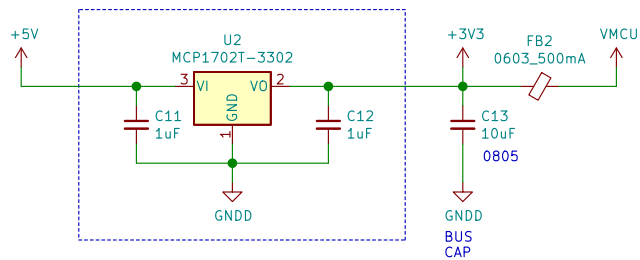 +5V
U2
MCP1702T-3302
3
VI
VO
2
GND
1
C11
1uF
C12
1uF
GNDD
+3V3
FB2
0603_500mA
VMCU
C13
10uF
0805
GNDD
BUS
CAP